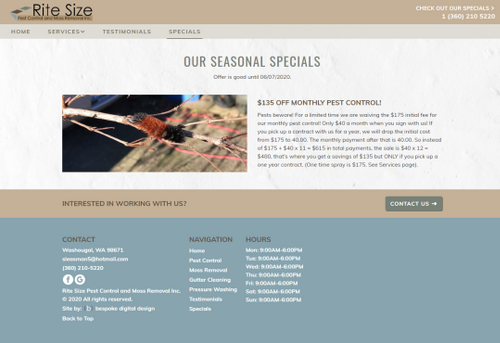 Rite Size
Pest Control and Moss Removal Inc.
CHECK OUT OUR SPECIALS >
1 (360) 210 5220
HOME SERVICES TESTIMONIALS SPECIALS
OUR SEASONAL SPECIALS
Offer is good until 06/07/2020.
$135 OFF MONTHLY PEST CONTROL!
Pests beware! For a limited time we are waiving the $175 initial fee for
our monthly pest control! Only $40 a month when you sign with us! If
you pick up a contract with us for a year, we will drop the initial cost
from $175 to 40.00. The monthly payment after that is 40.00. So instead
of $175 + $40 x 11 = $615 in total payments, the sale is $40 x 12 =
$480, that's where you get a savings of $135 but ONLY if you pick up a
one year contract. (One time spray is $175. See Services page).
INTERESTED IN WORKING WITH US?
CONTACT US ➔
CONTACT
Washougal, WA 98671
(360) 210-5220
Rite Size Pest Control and Moss Removal Inc.
© 2020 All rights reserved.
Site by: bespoke digital design
Back to Top
NAVIGATION
Home
Pest Control
Moss Removal
Gutter Cleaning
Pressure Washing
Testimonials
Specials
HOURS
Mon: 9:00AM-6:00PM
Tue: 9:00AM-6:00PM
Wed: 9:00AM-6:00PM
Thu: 9:00AM-6:00PM
Fri: 9:00AM-6:00PM
Sat: 9:00AM-6:00PM
Sun: 9:00AM-6:00PM